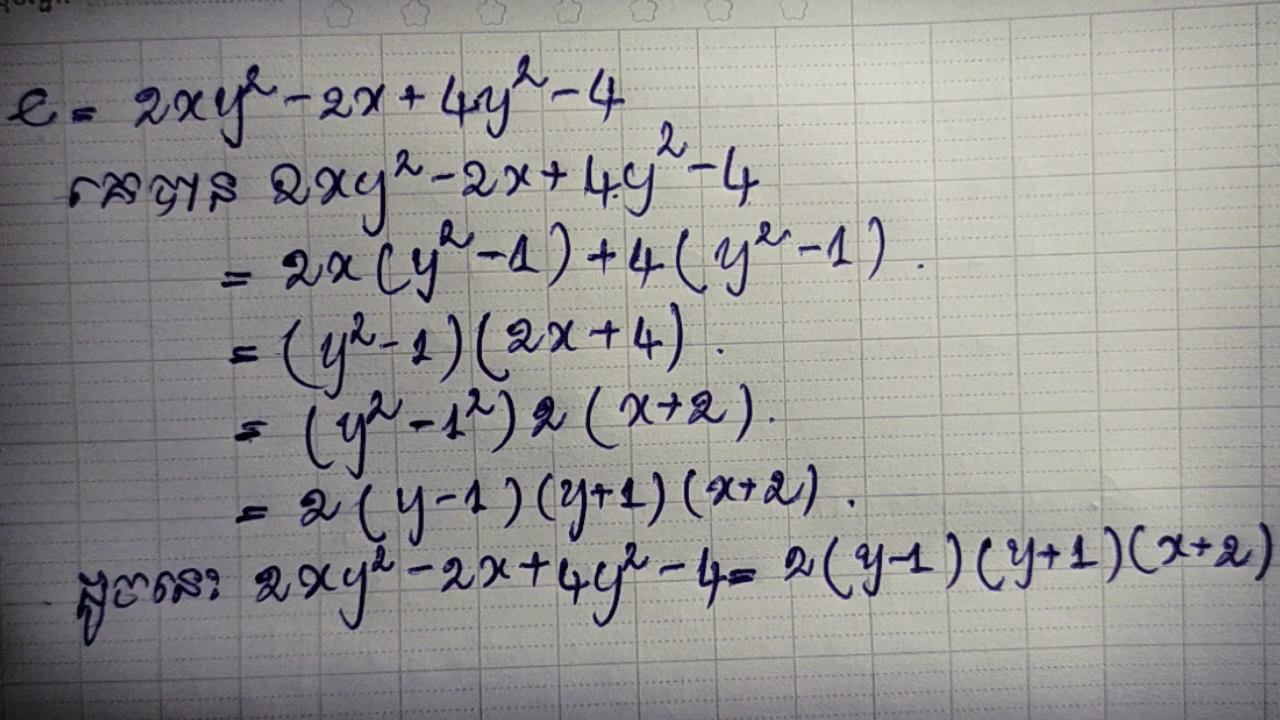 e = 2xy² - 2x + 4y² - 4
គេបាន 2xy² - 2x + 4y² - 4
= 2x (y² - 1) + 4 (y² - 1) .
= (y² - 1) (2x + 4) .
= (y² - 1²) 2 (x+2) .
= 2 (y - 1) (y+1) (x+2) .
ដូចនេះ 2xy² - 2x + 4y² - 4 = 2 (y-1) (y+1) (x+2)